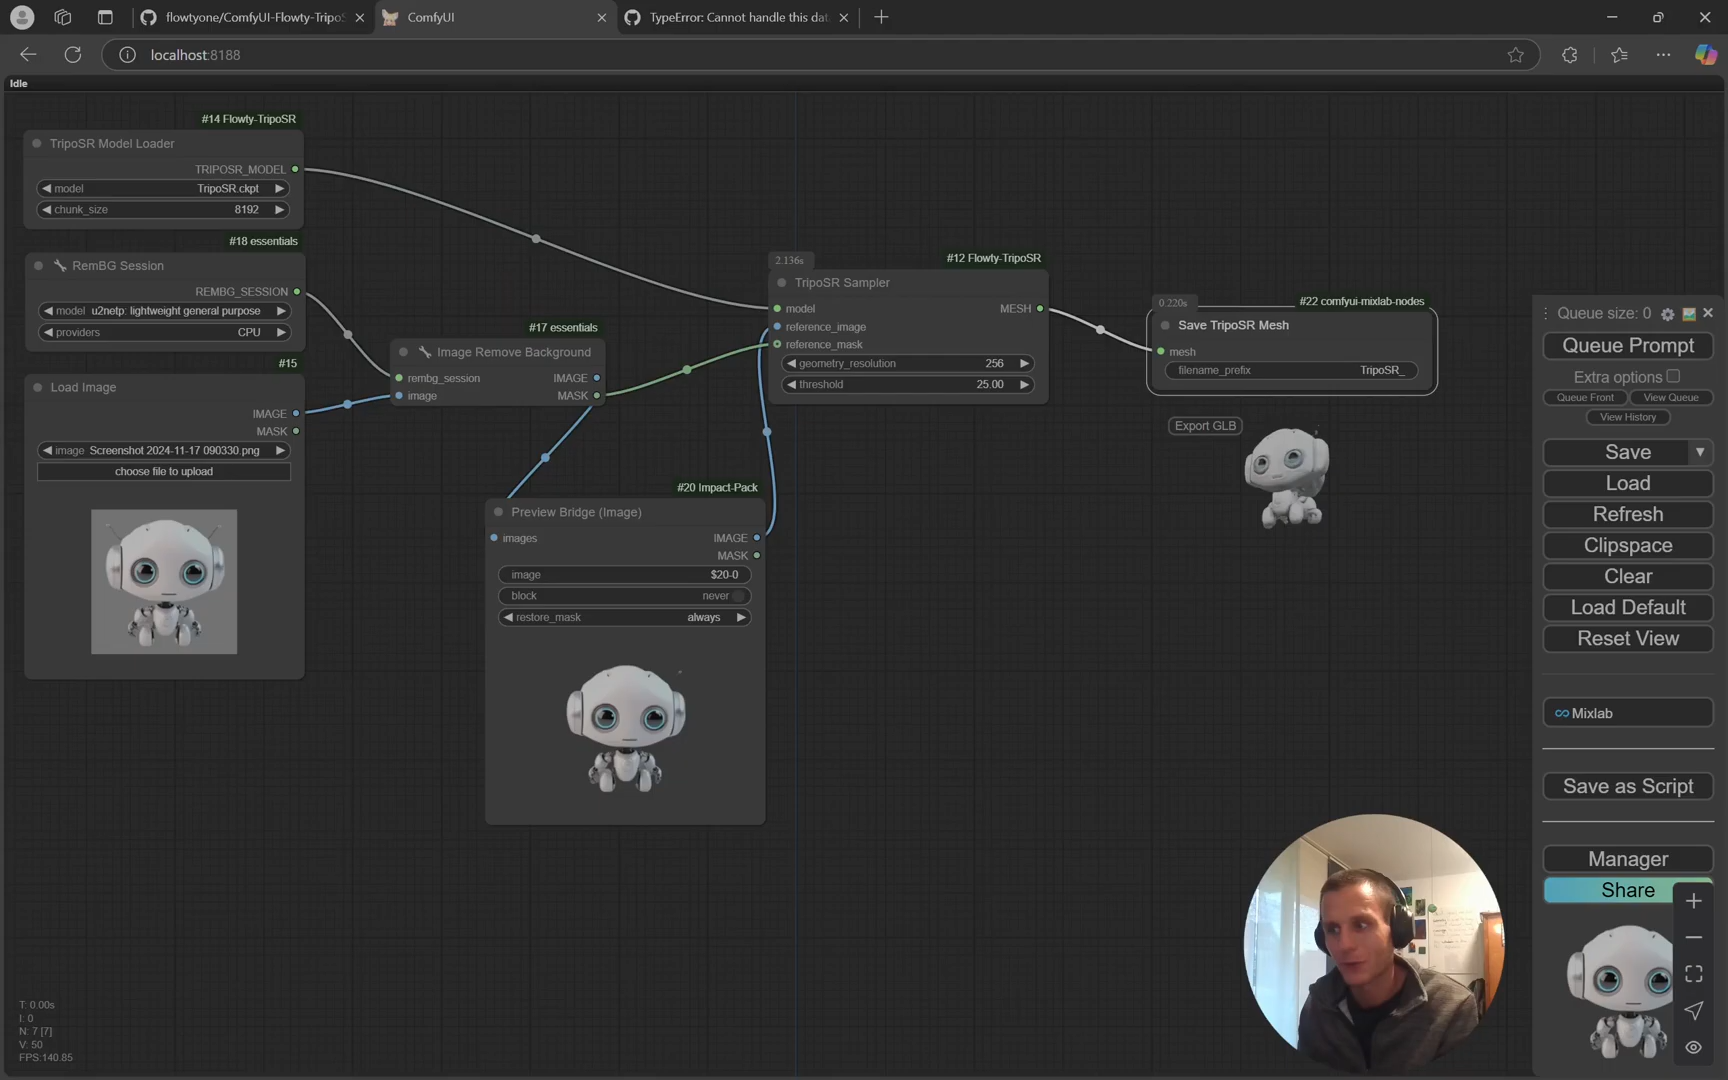 flowtyone/ComfyUI-Flowty-TripoS
ComfyUI
TypeError: Cannot handle this dat
localhost:8188
Idle
#14 Flowty-TripoSR
TripoSR Model Loader
TRIPOSR_MODEL
model TripoSR.ckpt
chunk_size 8192
#18 essentials
RemBG Session
REMBG_SESSION
model u2netp: lightweight general purpose
providers CPU
#15
Load Image
IMAGE
MASK
image Screenshot 2024-11-17 090330.png
choose file to upload
#17 essentials
Image Remove Background
rembg_session IMAGE
image MASK
#20 Impact-Pack
Preview Bridge (Image)
images IMAGE
MASK
image $20-0
block never
restore_mask always
2.136s
#12 Flowty-TripoSR
TripoSR Sampler
model MESH
reference_image
reference_mask
geometry_resolution 256
threshold 25.00
0.220s
#22 comfyui-mixlab-nodes
Save TripoSR Mesh
mesh
filename_prefix TripoSR_
Export GLB
Queue size: 0
Queue Prompt
Extra options
Queue Front View Queue
View History
Save
Load
Refresh
Clipspace
Clear
Load Default
Reset View
Mixlab
Save as Script
Manager
Share
T: 0.00s
I: 0
N: 7 [7]
V: 50
FPS:140.85